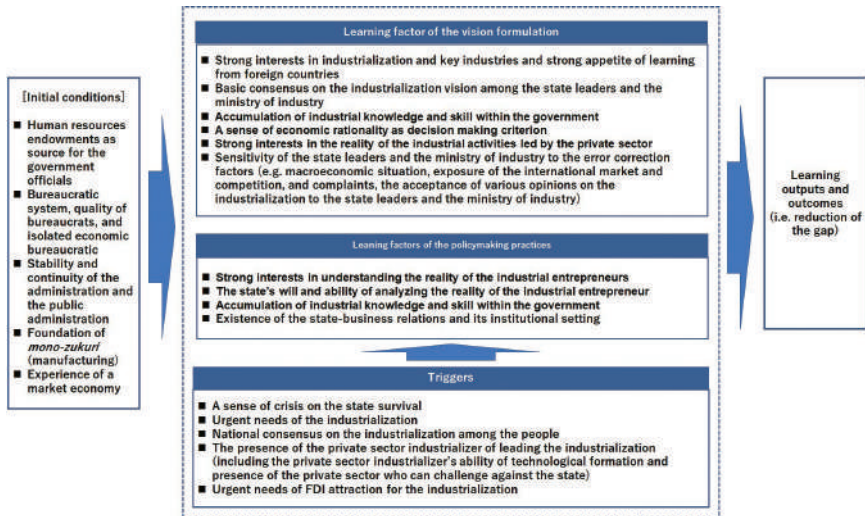 [Initial conditions]
■ Human resources
endowments as
source for the
government
officials
■ Bureaucratic
system, quality of
bureaucrats, and
isolated economic
bureaucratic
■ Stability and
continuity of the
administration and
the public
administration
■ Foundation of
mono-zukuri
(manufacturing)
■ Experience of a
market economy
Learning factor of the vision formulation
■ Strong interests in industrialization and key industries and strong appetite of learning
from foreign countries
■ Basic consensus on the industrialization vision among the state leaders and the
ministry of industry
■ Accumulation of industrial knowledge and skill within the government
■ A sense of economic rationality as decision making criterion
■ Strong interests in the reality of the industrial activities led by the private sector
■ Sensitivity of the state leaders and the ministry of industry to the error correction
factors (e.g. macroeconomic situation, exposure of the international market and
competition, and complaints, the acceptance of various opinions on the
industrialization to the state leaders and the ministry of industry)
Leaning factors of the policymaking practices
■ Strong interests in understanding the reality of the industrial entrepreneurs
■ The state's will and ability of analyzing the reality of the industrial entrepreneur
■ Accumulation of industrial knowledge and skill within the government
■ Existence of the state-business relations and its institutional setting
Triggers
■ A sense of crisis on the state survival
■ Urgent needs of the industrialization
■ National consensus on the industrialization among the people
■ The presence of the private sector industrializer of leading the industrialization
(including the private sector industrializer's ability of technological formation and
presence of the private sector who can challenge against the state)
■ Urgent needs of FDI attraction for the industrialization
Learning
outputs and
outcomes
(i.e. reduction of
the gap)